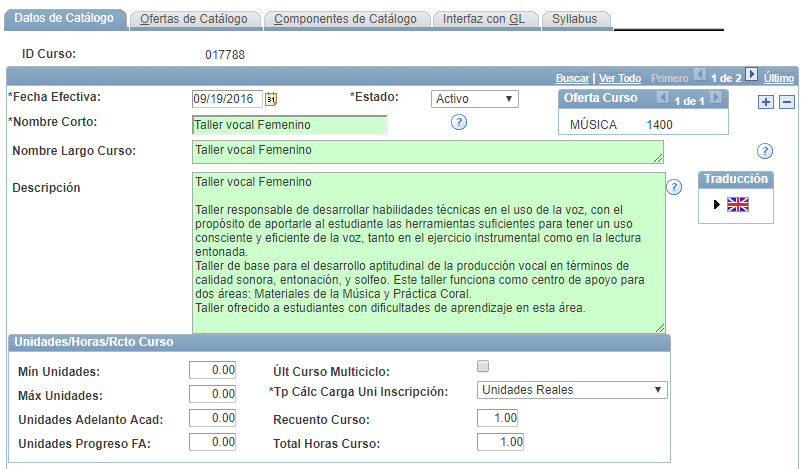 Datos de Catálogo Ofertas de Catálogo Componentes de Catálogo Interfaz con GL Syllabus
ID Curso: 017788
Buscar | Ver Todo Primero 1 de 2 Último
*Fecha Efectiva: 09/19/2016 31 *Estado: Activo Oferta Curso 1 de 1
*Nombre Corto: Taller vocal Femenino ? MÚSICA 1400
Nombre Largo Curso: Taller vocal Femenino ?
Descripción Taller vocal Femenino ? Traducción
Taller responsable de desarrollar habilidades técnicas en el uso de la voz, con el
propósito de aportarle al estudiante las herramientas suficientes para tener un uso
consciente y eficiente de la voz, tanto en el ejercicio instrumental como en la lectura
entonada.
Taller de base para el desarrollo aptitudinal de la producción vocal en términos de
calidad sonora, entonación, y solfeo. Este taller funciona como centro de apoyo para
dos áreas: Materiales de la Música y Práctica Coral.
Taller ofrecido a estudiantes con dificultades de aprendizaje en esta área.
Unidades/Horas/Rcto Curso
Mín Unidades: 0.00 Últ Curso Multiciclo:
Máx Unidades: 0.00 *Tp Cálc Carga Uni Inscripción: Unidades Reales
Unidades Adelanto Acad: 0.00 Recuento Curso: 1.00
Unidades Progreso FA: 0.00 Total Horas Curso: 1.00